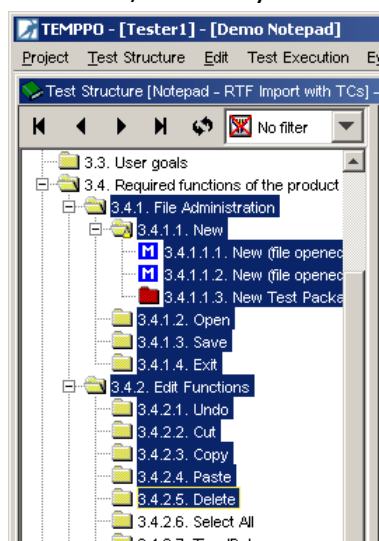 TEMPPO - [Tester1] - [Demo Notepad]
Project Test Structure Edit Test Execution
Test Structure [Notepad - RTF Import with TCs] -
No filter
3.3. User goals
3.4. Required functions of the product
3.4.1. File Administration
3.4.1.1. New
M 3.4.1.1.1. New (file opened
M 3.4.1.1.2. New (file opened
3.4.1.1.3. New Test Packa
3.4.1.2. Open
3.4.1.3. Save
3.4.1.4. Exit
3.4.2. Edit Functions
3.4.2.1. Undo
3.4.2.2. Cut
3.4.2.3. Copy
3.4.2.4. Paste
3.4.2.5. Delete
3.4.2.6. Select All